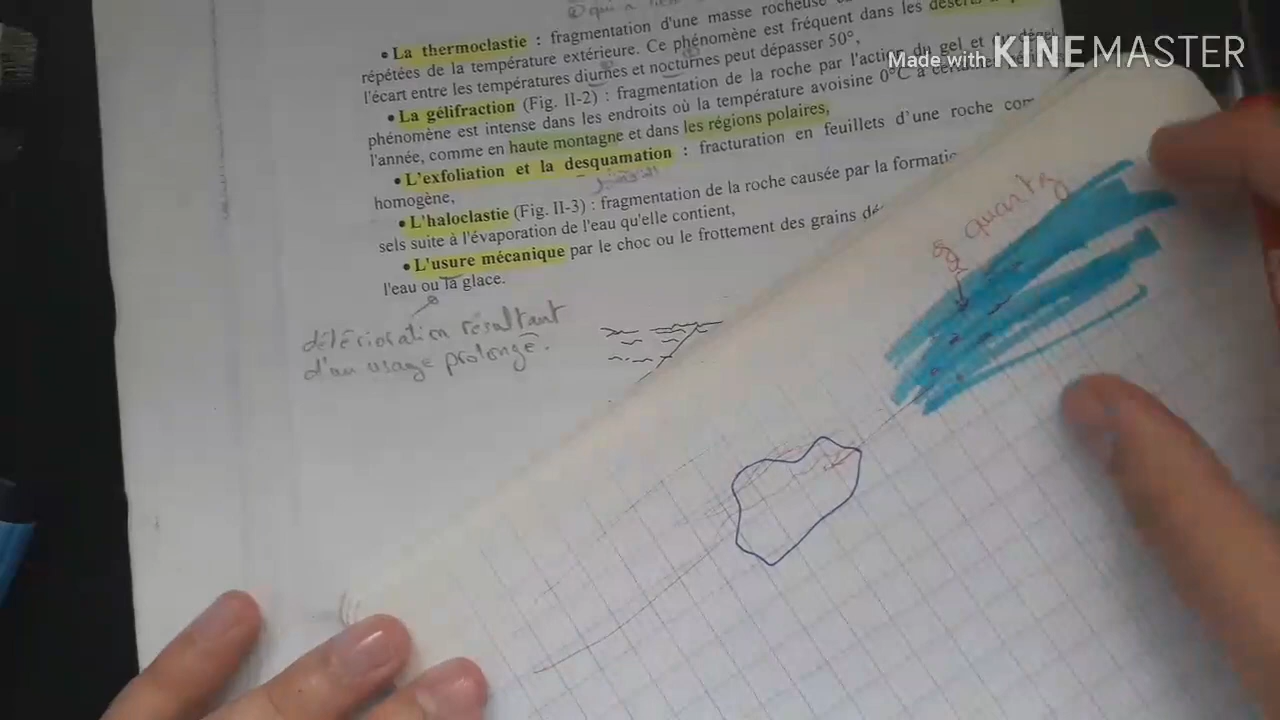 qui a
• La thermoclastie : fragmentation d'une masse rocheuse
répétées de la température extérieure. Ce phénomène est fréquent dans les déserts
l'écart entre les températures diurnes et nocturnes peut dépasser 50°,
• La gélifraction (Fig. II-2) : fragmentation de la roche par l'action du gel et du dégel
phénomène est intense dans les endroits où la température avoisine 0°C à
l'année, comme en haute montagne et dans les régions polaires,
• L'exfoliation et la desquamation : fracturation en feuillets d'une roche
homogène,
• L'haloclastie (Fig. II-3) : fragmentation de la roche causée par la
sels suite à l'évaporation de l'eau qu'elle contient,
• L'usure mécanique par le choc ou le frottement des grains
l'eau ou la glace.
détérioration résultant
d'un usage prolongé.
quartz
Made with KINEMASTER